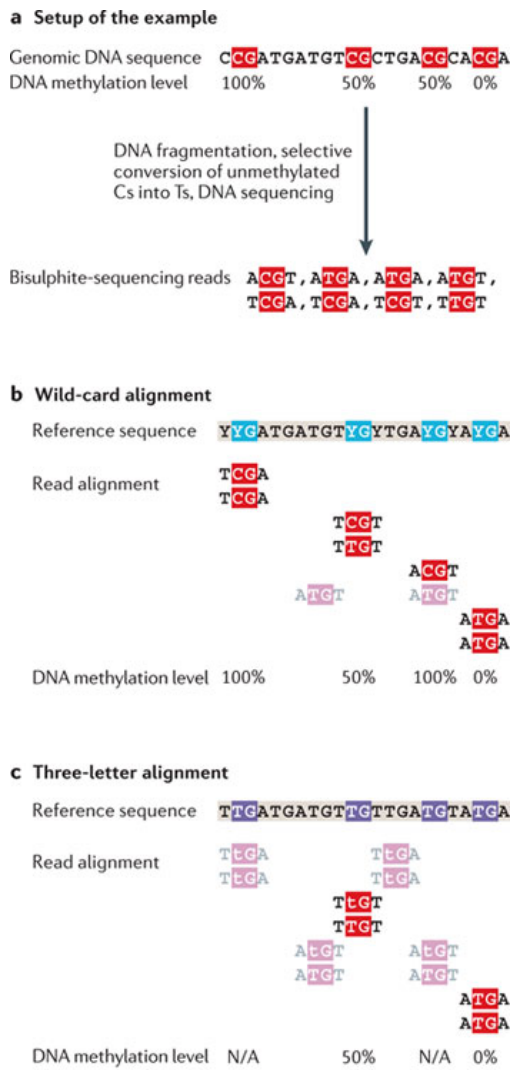 a Setup of the example
Genomic DNA sequence CCGATGATGTCGCTGACGCACGA
DNA methylation level 100% 50% 50% 0%
DNA fragmentation, selective
conversion of unmethylated
Cs into Ts, DNA sequencing
Bisulphite-sequencing reads ACGT, ATGA, ATGA, ATGT,
TCGA, TCGA, TCGT, TTGT
b Wild-card alignment
Reference sequence YYGATGATGTYGYTGAYGYAYGA
Read alignment
TCGA
TCGA
TCGT
TTGT
ACGT
ATGT ATGT
ATGA
ATGA
DNA methylation level 100% 50% 100% 0%
c Three-letter alignment
Reference sequence TTGATGATGTTGTTGATGTATGA
Read alignment
TtGA TtGA
TtGA TtGA
TtGT
TTGT
AtGT AtGT
ATGT ATGT
ATGA
ATGA
DNA methylation level N/A 50% N/A 0%